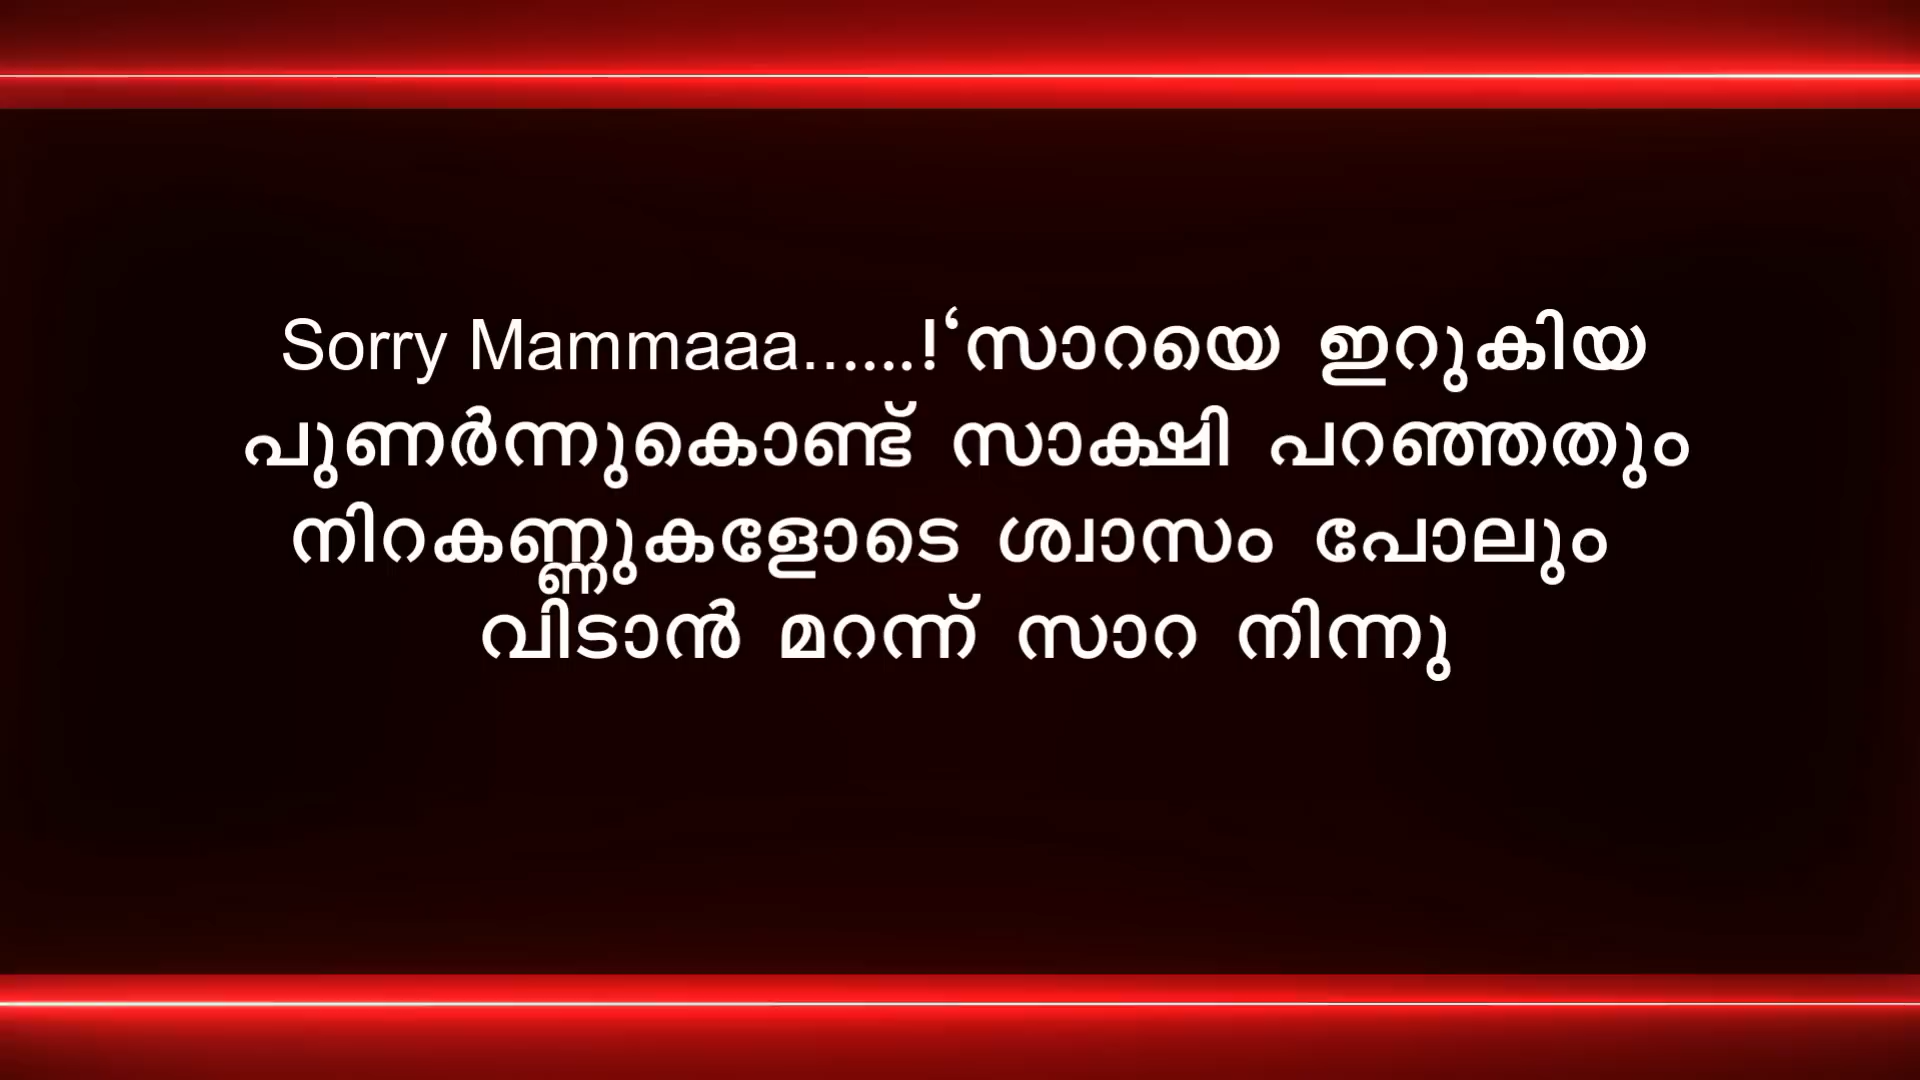 Sorry Mammaaa......!‘സാറയെ ഇറുകിയ
പുണർന്നുകൊണ്ട് സാക്ഷി പറഞ്ഞതും
നിറകണ്ണുകളോടെ ശ്വാസം പോലും
വിടാൻ മറന്ന് സാറ നിന്നു